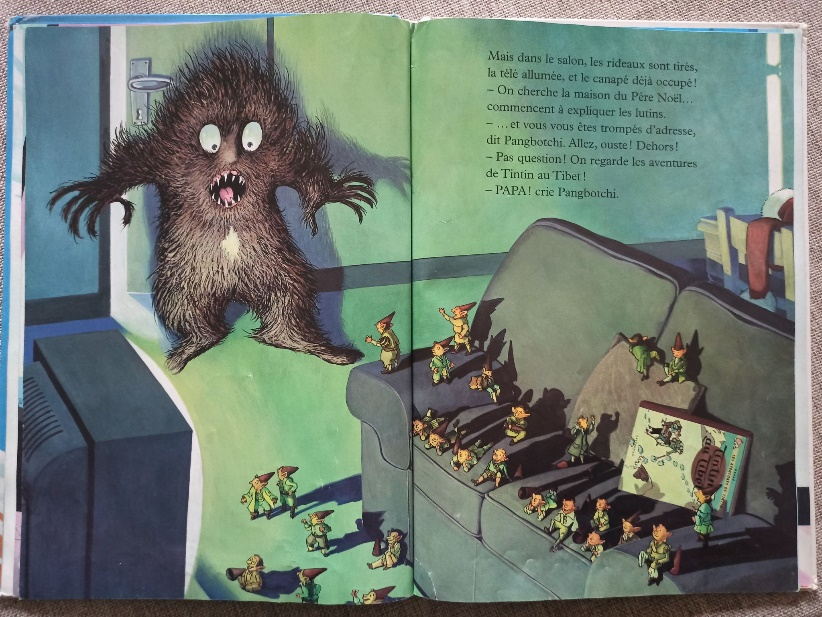 Mais dans le salon, les rideaux sont tirés,
la télé allumée, et le canapé déjà occupé !
– On cherche la maison du Père Noël…
commencent à expliquer les lutins.
– …et vous vous êtes trompés d'adresse,
dit Pangbotchi. Allez, ouste ! Dehors !
– Pas question ! On regarde les aventures
de Tintin au Tibet !
– PAPA ! crie Pangbotchi.